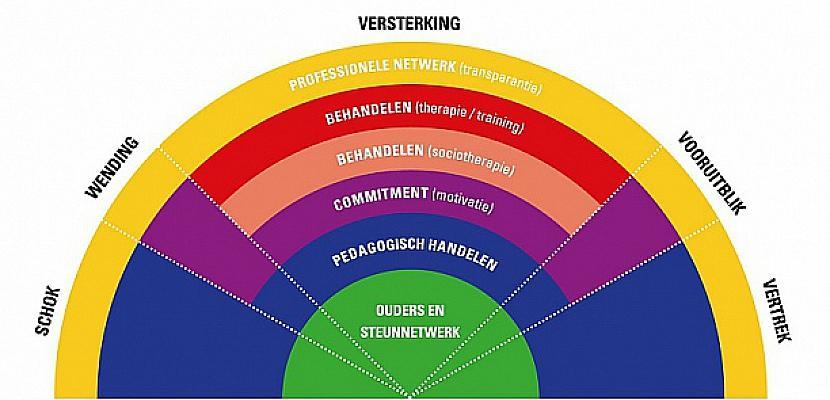 VERSTERKING
PROFESSIONELE NETWERK (transparantie)
BEHANDELEN (therapie / training)
BEHANDELEN (sociotherapie)
COMMITMENT (motivatie)
PEDAGOGISCH HANDELEN
OUDERS EN
STEUNNETWERK
SCHOK
WENDING
VOORUITBLIK
VERTREK